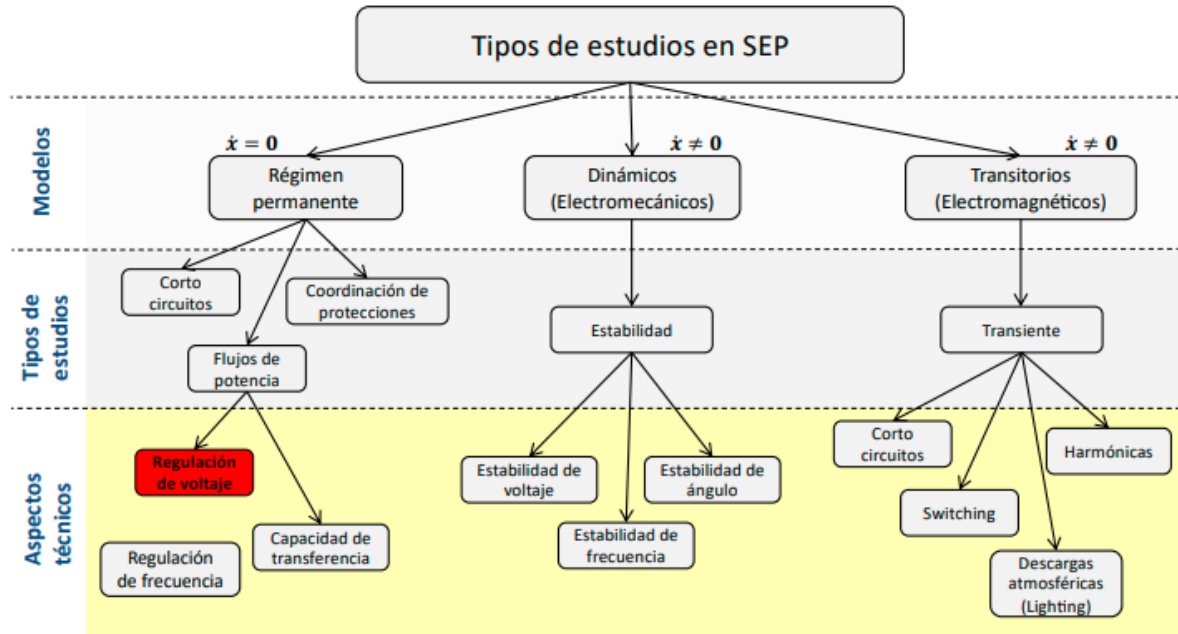 Tipos de estudios en SEP
Modelos
ẋ = 0
ẋ ≠ 0
ẋ ≠ 0
Régimen
permanente
Dinámicos
(Electromecánicos)
Transitorios
(Electromagnéticos)
Tipos de
estudios
Corto
circuitos
Coordinación de
protecciones
Flujos de
potencia
Estabilidad
Transiente
Aspectos
técnicos
Regulación
de voltaje
Regulación
de frecuencia
Capacidad de
transferencia
Estabilidad de
voltaje
Estabilidad de
frecuencia
Estabilidad de
ángulo
Corto
circuitos
Switching
Descargas
atmosféricas
(Lighting)
Harmónicas